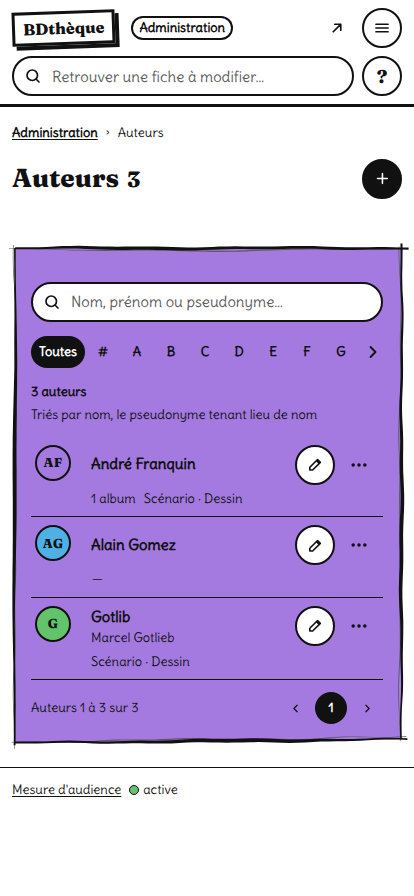 BDthèque
Administration
Retrouver une fiche à modifier...
?
Administration › Auteurs
Auteurs 3
+
Nom, prénom ou pseudonyme...
Toutes # A B C D E F G
3 auteurs
Triés par nom, le pseudonyme tenant lieu de nom
AF André Franquin
1 album Scénario · Dessin
AG Alain Gomez
—
G Gotlib
Marcel Gotlieb
Scénario · Dessin
Auteurs 1 à 3 sur 3 ‹ 1 ›
Mesure d'audience active